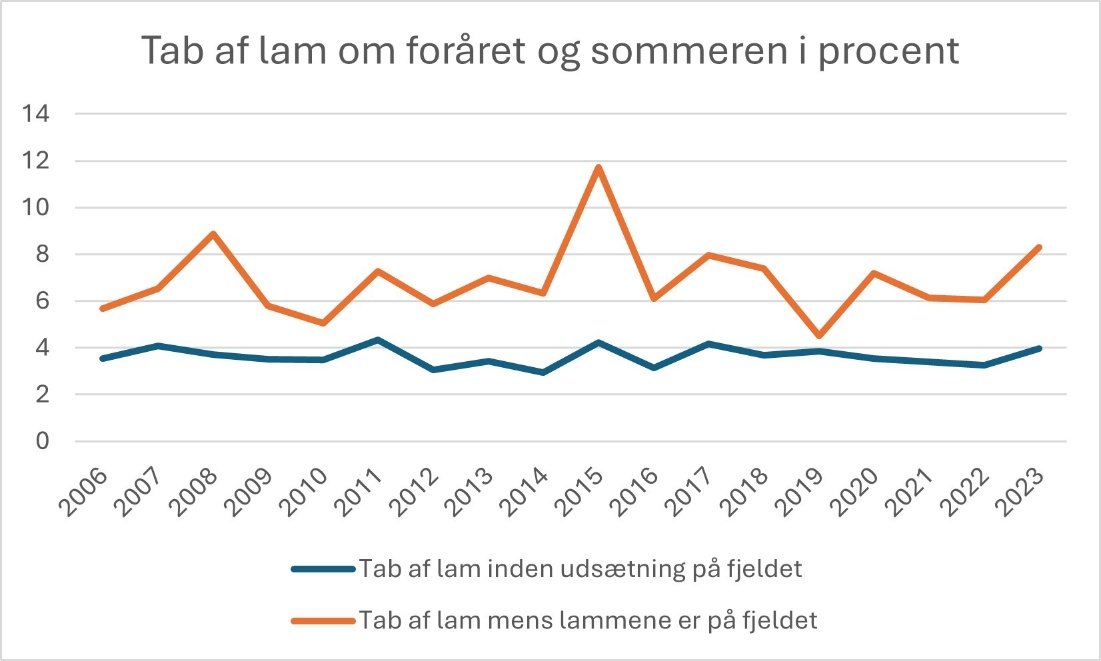 Tab af lam om foråret og sommeren i procent
14
12
10
8
6
4
2
0
2006 2007 2008 2009 2010 2011 2012 2013 2014 2015 2016 2017 2018 2019 2020 2021 2022 2023
Tab af lam inden udsætning på fjeldet
Tab af lam mens lammene er på fjeldet